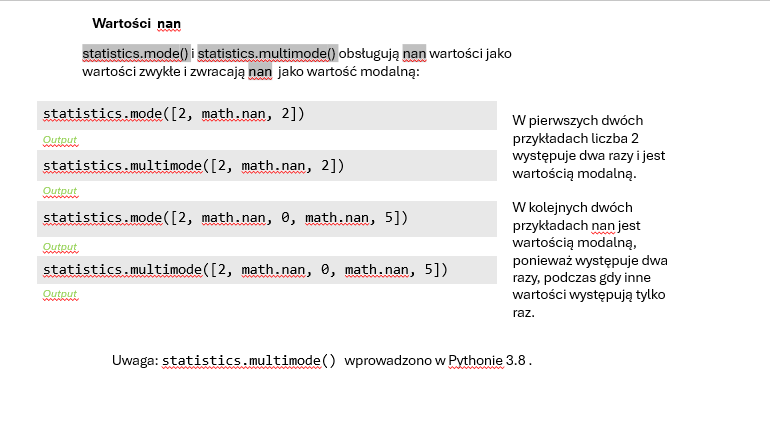 Wartości nan
statistics.mode() i statistics.multimode() obsługują nan wartości jako
wartości zwykłe i zwracają nan jako wartość modalną:
statistics.mode([2, math.nan, 2])
Output
statistics.multimode([2, math.nan, 2])
Output
statistics.mode([2, math.nan, 0, math.nan, 5])
Output
statistics.multimode([2, math.nan, 0, math.nan, 5])
Output
W pierwszych dwóch
przykładach liczba 2
występuje dwa razy i jest
wartością modalną.
W kolejnych dwóch
przykładach nan jest
wartością modalną,
ponieważ występuje dwa
razy, podczas gdy inne
wartości występują tylko
raz.
Uwaga: statistics.multimode() wprowadzono w Pythonie 3.8 .